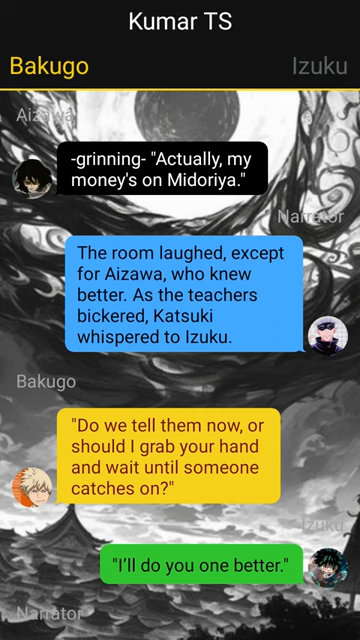 Kumar TS
Bakugo
Izuku
Aizawa
-grinning- "Actually, my
money's on Midoriya."
Narrator
The room laughed, except
for Aizawa, who knew
better. As the teachers
bickered, Katsuki
whispered to Izuku.
Bakugo
"Do we tell them now, or
should I grab your hand
and wait until someone
catches on?"
Izuku
"I'll do you one better."
Narrator